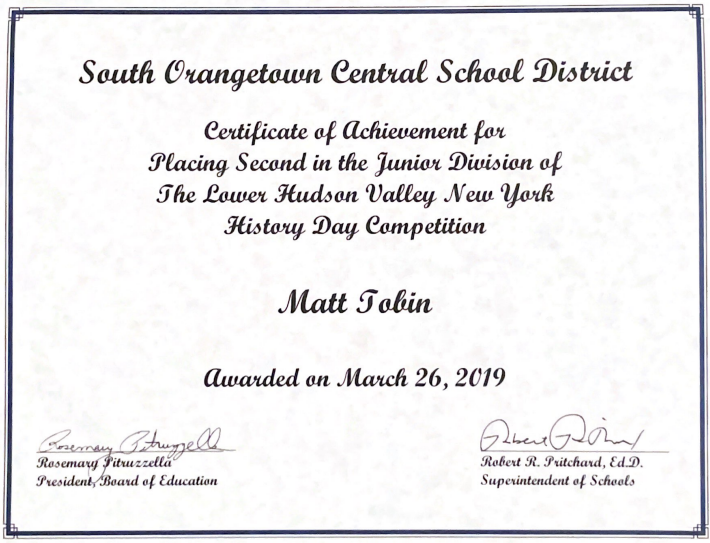 South Orangetown Central School District
Certificate of Achievement for
Placing Second in the Junior Division of
The Lower Hudson Valley New York
History Day Competition
Matt Tobin
Awarded on March 26, 2019
Rosemary Pitruzzella
Rosemary Pitruzzella
President, Board of Education
Robert R. Pritchard, Ed.D.
Superintendent of Schools